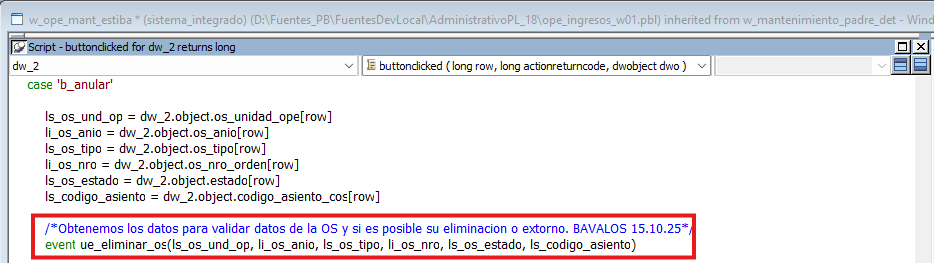 w_ope_mant_estiba * (sistema_integrado) (D:\Fuentes_PB\FuentesDevLocal\AdministrativoPL_18\ope_ingresos_w01.pbl) inherited from w_mantenimiento_padre_det - Wind
Script - buttonclicked for dw_2 returns long
dw_2 buttonclicked ( long row, long actionreturncode, dwobject dwo )
case 'b_anular'
ls_os_und_op = dw_2.object.os_unidad_ope[row]
li_os_anio = dw_2.object.os_anio[row]
ls_os_tipo = dw_2.object.os_tipo[row]
li_os_nro = dw_2.object.os_nro_orden[row]
ls_os_estado = dw_2.object.estado[row]
ls_codigo_asiento = dw_2.object.codigo_asiento_cos[row]
/*Obtenemos los datos para validar datos de la OS y si es posible su eliminacion o extorno. BAVALOS 15.10.25*/
event ue_eliminar_os(ls_os_und_op, li_os_anio, ls_os_tipo, li_os_nro, ls_os_estado, ls_codigo_asiento)